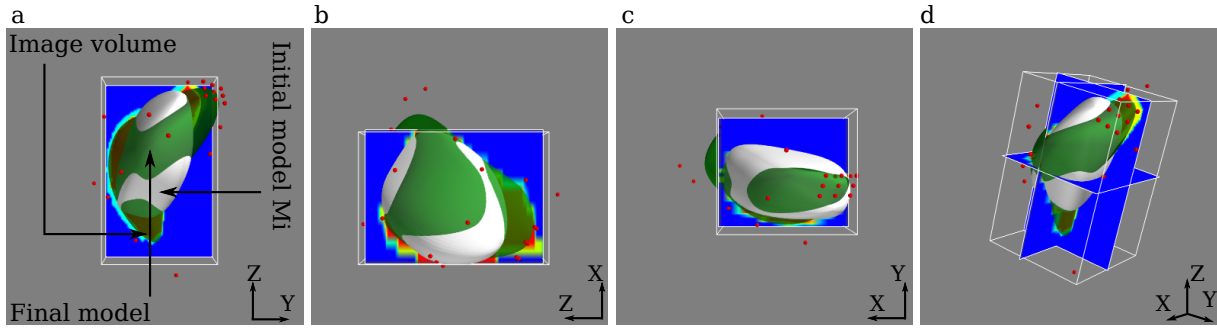 a
b
c
d
Image volume
Initial model Mi
Final model
Z
Y
X
Z
Y
X
Z
X
Y